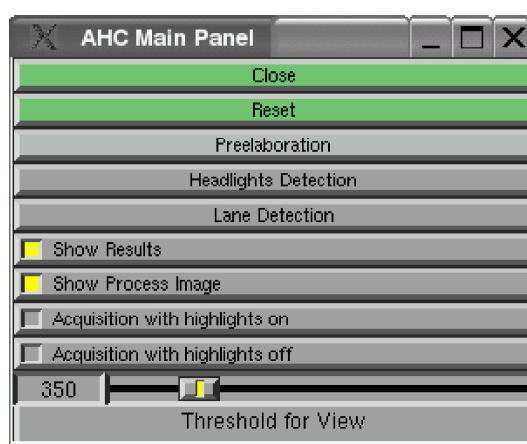 AHC Main Panel
Close
Reset
Preelaboration
Headlights Detection
Lane Detection
Show Results
Show Process Image
Acquisition with highlights on
Acquisition with highlights off
350
Threshold for View